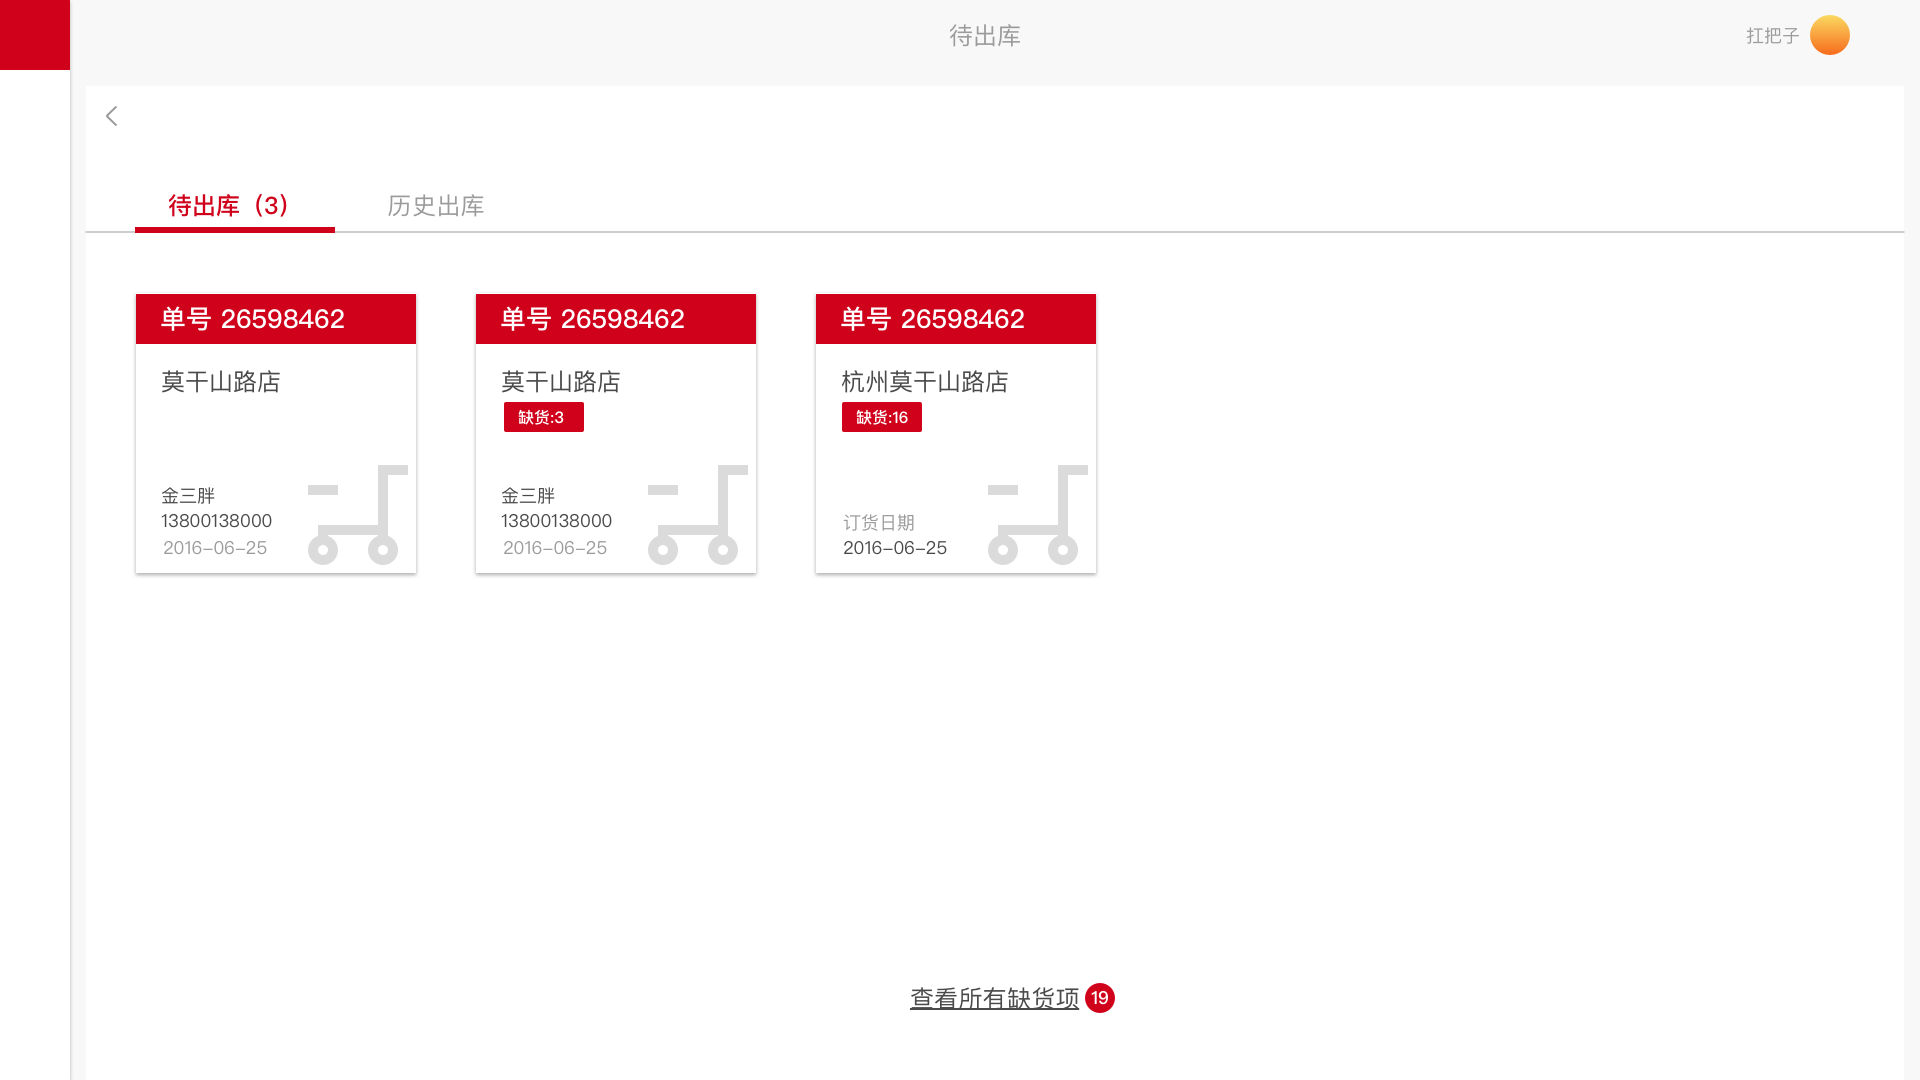 待出库
扛把子
待出库（3）
历史出库
单号 26598462
莫干山路店
金三胖
13800138000
2016-06-25
单号 26598462
莫干山路店
缺货:3
金三胖
13800138000
2016-06-25
单号 26598462
杭州莫干山路店
缺货:16
订货日期
2016-06-25
查看所有缺货项 19